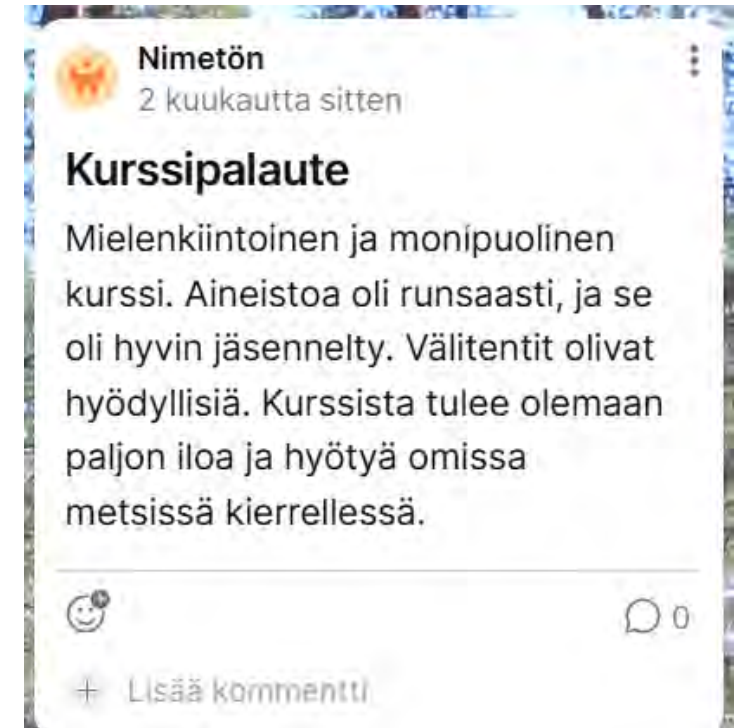 Nimetön
2 kuukautta sitten
Kurssipalaute
Mielenkiintoinen ja monipuolinen
kurssi. Aineistoa oli runsaasti, ja se
oli hyvin jäsennelty. Välitentit olivat
hyödyllisiä. Kurssista tulee olemaan
paljon iloa ja hyötyä omissa
metsissä kierrellessä.
0
+ Lisää kommentti